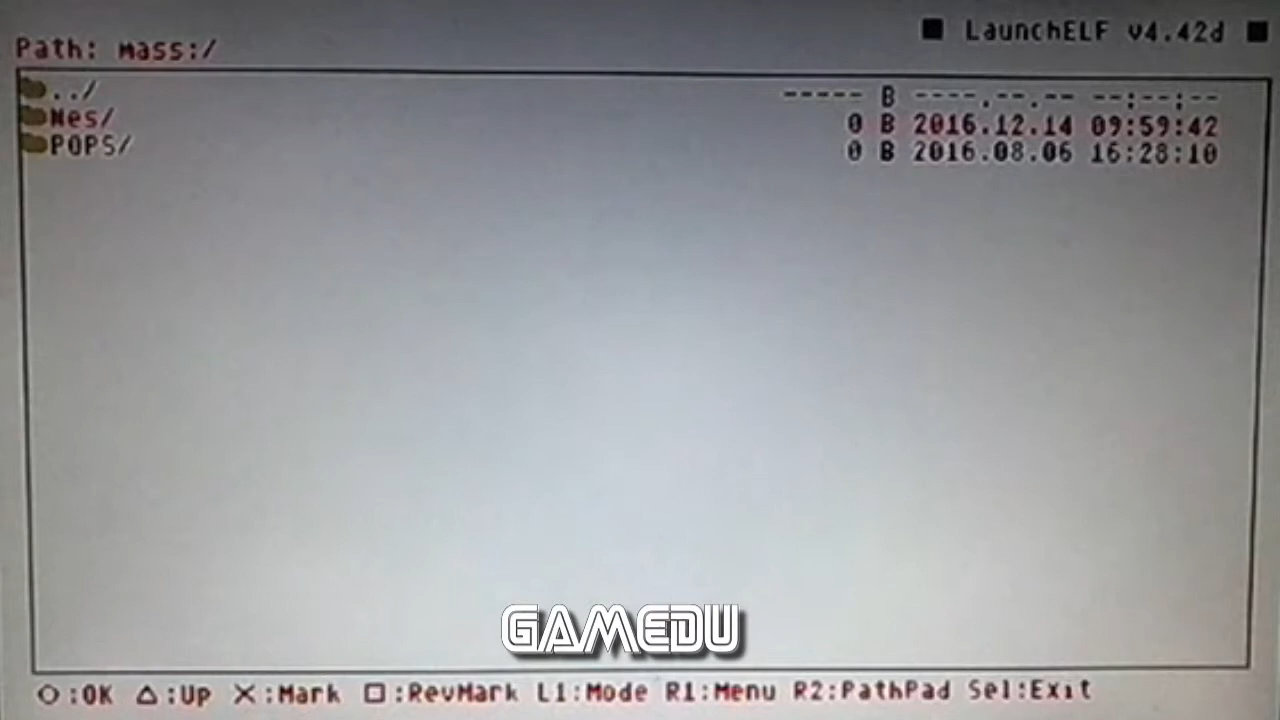 ■ LaunchELF v4.42d ■
Path: mass:/
../ ----- B ----.--.-- --:--:--
Nes/ 0 B 2016.12.14 09:59:42
POPS/ 0 B 2016.08.06 16:28:10
GAMEDU
○:OK △:Up ✕:Mark □:RevMark L1:Mode R1:Menu R2:PathPad Sel:Exit